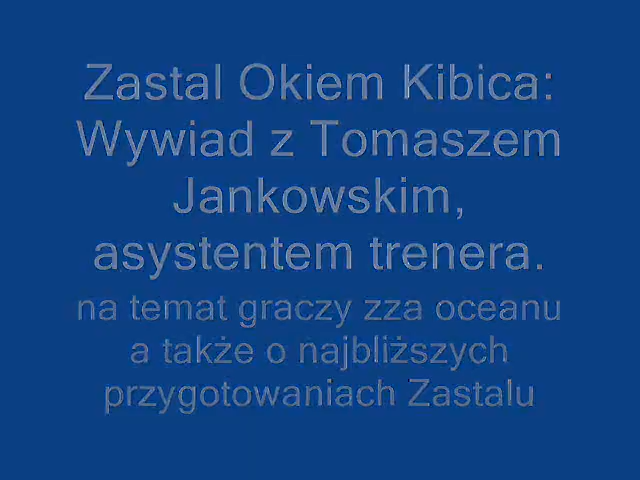 Zastal Okiem Kibica:
Wywiad z Tomaszem
Jankowskim,
asystentem trenera.
na temat graczy zza oceanu
a także o najbliższych
przygotowaniach Zastalu